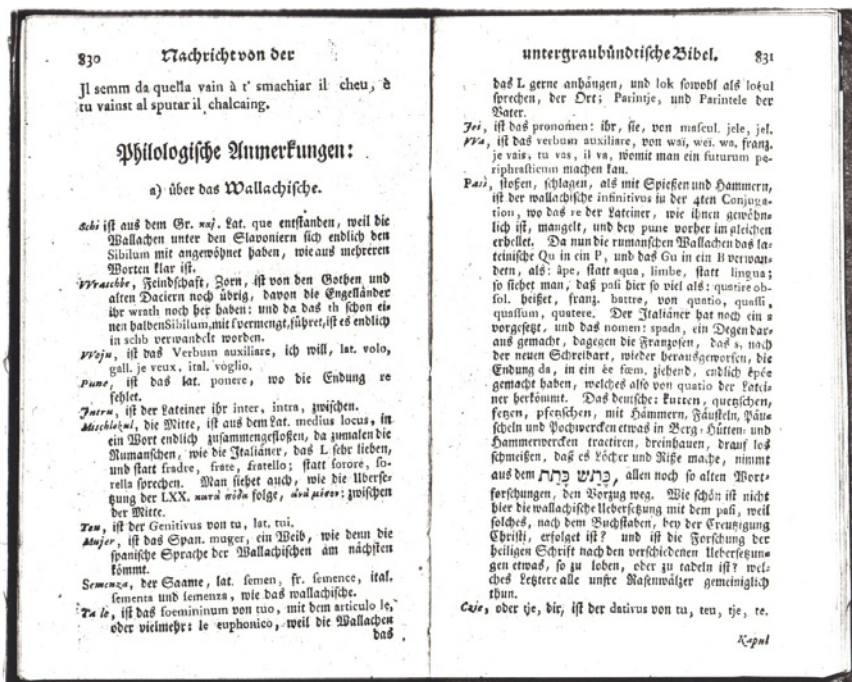 830 Nachricht von der
Jl semm da quella vain à t' smachiar il cheu, è
tu vainst al sputar il chalcaing.
Philologische Anmerkungen:
a) über das Wallachische.
Schi ist aus dem Gr. καὶ. Lat. que entstanden, weil die
Wallachen unter den Slavoniern sich endlich den
Sibilum mit angewöhnet haben, wie aus mehreren
Worten klar ist.
Wraschbe, Feindschaft, Zorn, ist von den Gothen und
alten Daciern noch übrig, davon die Engelländer
ihr wrath noch her haben: und da das th schon ei-
nen halben Sibilum, mit f vermengt, führet, ist es endlich
in schb verwandelt worden.
Woju, ist das Verbum auxiliare, ich will, lat. volo,
gall. je veux, ital. voglio.
Pune, ist das lat. ponere, wo die Endung re
fehlet.
Intru, ist der Lateiner ihr inter, intra, zwischen.
Mischlokul, die Mitte, ist aus dem Lat. medius locus, in
ein Wort endlich zusammengeflossen, da zumalen die
Rumanschen, wie die Italiäner, das L sehr lieben,
und statt fradre, frate, fratello; statt sorore, so-
rella sprechen. Man siehet auch, wie die Uberse-
tzung der LXX. κατὰ πόδα folge, ἀνὰ μέσον: zwischen
der Mitte.
Teu, ist der Genitivus von tu, lat. tui.
Mujer, ist das Span. muger, ein Weib, wie denn die
spanische Sprache der Wallachischen am nächsten
kömmt.
Semenza, der Saame, lat. semen, fr. semence, ital.
sementa und semenza, wie das wallachische.
Ta le, ist das foemininum von tuo, mit dem articulo le,
oder vielmehr: le euphonico, weil die Wallachen
das
untergraubündtische Bibel. 831
das L gerne anhängen, und lok sowohl als lokul
sprechen, der Ort; Parintje, und Parintele der
Vater.
Jei, ist das pronomen: ihr, sie, von mascul. jele, jel.
Wa, ist das verbum auxiliare, von waï, weï. wa, franz.
je vais, tu vas, il va, womit man ein futurum pe-
riphrasticum machen kan.
Pasì, stoßen, schlagen, als mit Spießen und Hammern,
ist der wallachische infinitivus in der 4ten Conjuga-
tion, wo das re der Lateiner, wie ihnen gewöhn-
lich ist, mangelt, und bey pune vorher im gleichen
erhellet. Da nun die rumanschen Wallachen das la-
teinische Qu in ein P, und das Gu in ein B verwan-
deln, als: âpe, statt aqua, limbe, statt lingua;
so siehet man, daß pasi hier so viel als: quatire ob-
sol. heißet, franz. battre, von quatio, quassi,
quassum, quatere. Der Italiäner hat noch ein s
vorgesetzt, und das nomen: spada, ein Degen dar-
aus gemacht, dagegen die Franzosen, das s, nach
der neuen Schreibart, wieder herausgeworfen, die
Endung da, in ein ée fœm. ziehend, endlich épée
gemacht haben, welches also von quatio der Latei-
ner herkömmt. Das deutsche: kutten, quetzschen,
fetzen, pfetzschen, mit Hämmern, Fäusteln, Päu-
scheln und Pochwercken etwas in Berg- Hütten- und
Hammerwercken tractiren, dreinhauen, drauf los
schmeißen, daß es Löcher und Riße mache, nimmt
aus dem כָּתַשׁ כָּתַת, allen noch so alten Wort-
forschungen, den Vorzug weg. Wie schön ist nicht
hier die wallachische Uebersetzung mit dem pasi, weil
solches, nach dem Buchstaben, bey der Creutzigung
Christi, erfolget ist? und ist die Forschung der
heiligen Schrift nach den verschiedenen Uebersetzun-
gen etwas, so zu loben, oder zu tadeln ist? wel-
ches Letztere alle unsre Rasenwälzer gemeiniglich
thun.
Czie, oder tje, dir, ist der dativus von tu, teu, tje, te.
Kapul